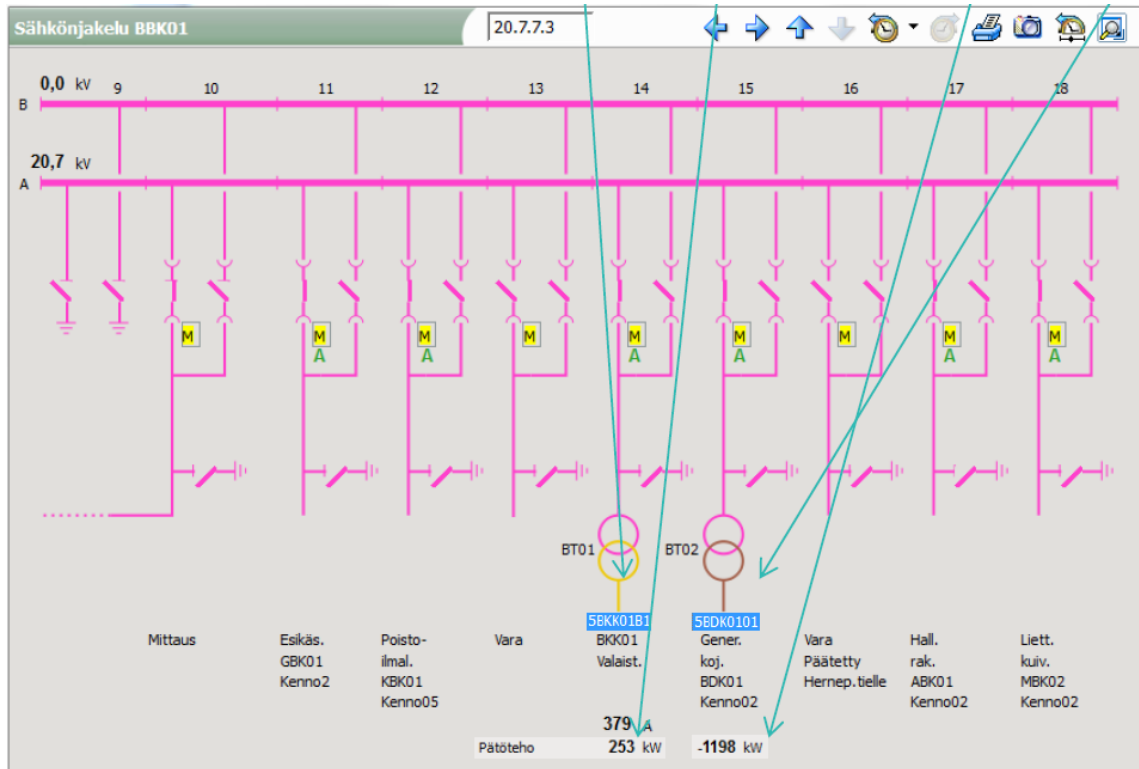 Sähkönjakelu BBK01 20.7.7.3
0,0 kV 9 10 11 12 13 14 15 16 17 18
B
20,7 kV
A
M M M M M M M M M
A A A A A A
BT01 BT02
5BKK01B1 5BDK0101
Mittaus Esikäs. Poisto- Vara BKK01 Gener. Vara Hall. Liett.
GBK01 ilmal. Valaist. koj. Päätetty rak. kuiv.
Kenno2 KBK01 BDK01 Hernep.tielle ABK01 MBK02
Kenno05 Kenno02 Kenno02 Kenno02
379 A
Pätöteho 253 kW -1198 kW